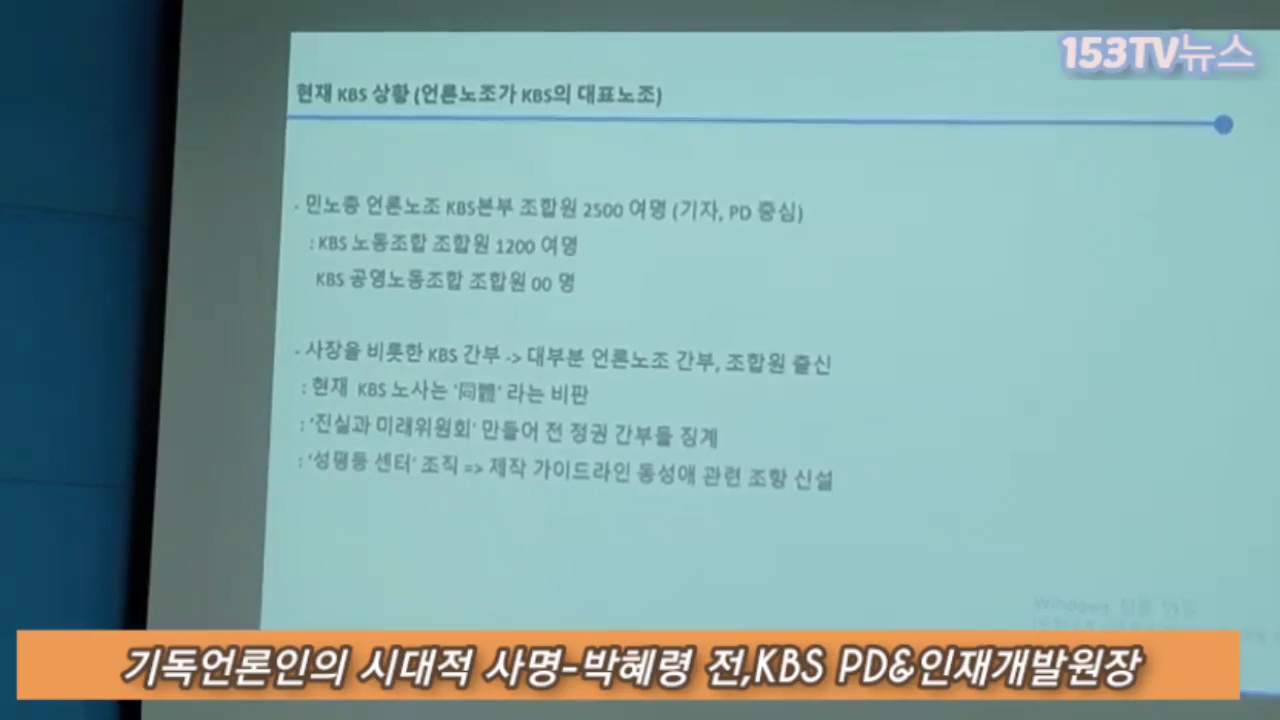 153TV뉴스
현재 KBS 상황 (언론노조가 KBS의 대표노조)
- 민노총 언론노조 KBS본부 조합원 2500 여명 (기자, PD 중심)
: KBS 노동조합 조합원 1200 여명
KBS 공영노동조합 조합원 00 명
- 사장을 비롯한 KBS 간부 -> 대부분 언론노조 간부, 조합원 출신
: 현재 KBS 노사는 '同體' 라는 비판
: '진실과 미래위원회' 만들어 전 정권 간부들 징계
: '성평등 센터' 조직 => 제작 가이드라인 동성애 관련 조항 신설
Windows 정품 인증
기독언론인의 시대적 사명-박혜령 전,KBS PD&인재개발원장